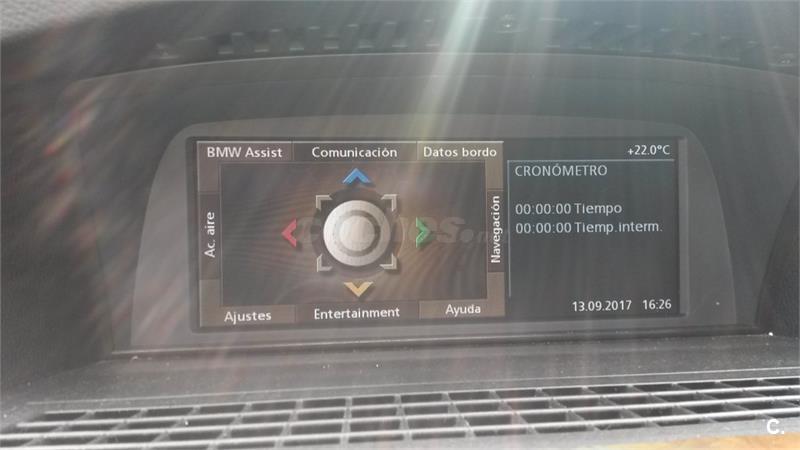 BMW Assist Comunicación Datos bordo
+22.0°C
CRONÓMETRO
Ac. aire
Navegación
00:00:00 Tiempo
00:00:00 Tiemp.interm.
Ajustes Entertainment Ayuda
13.09.2017 16:26
C.